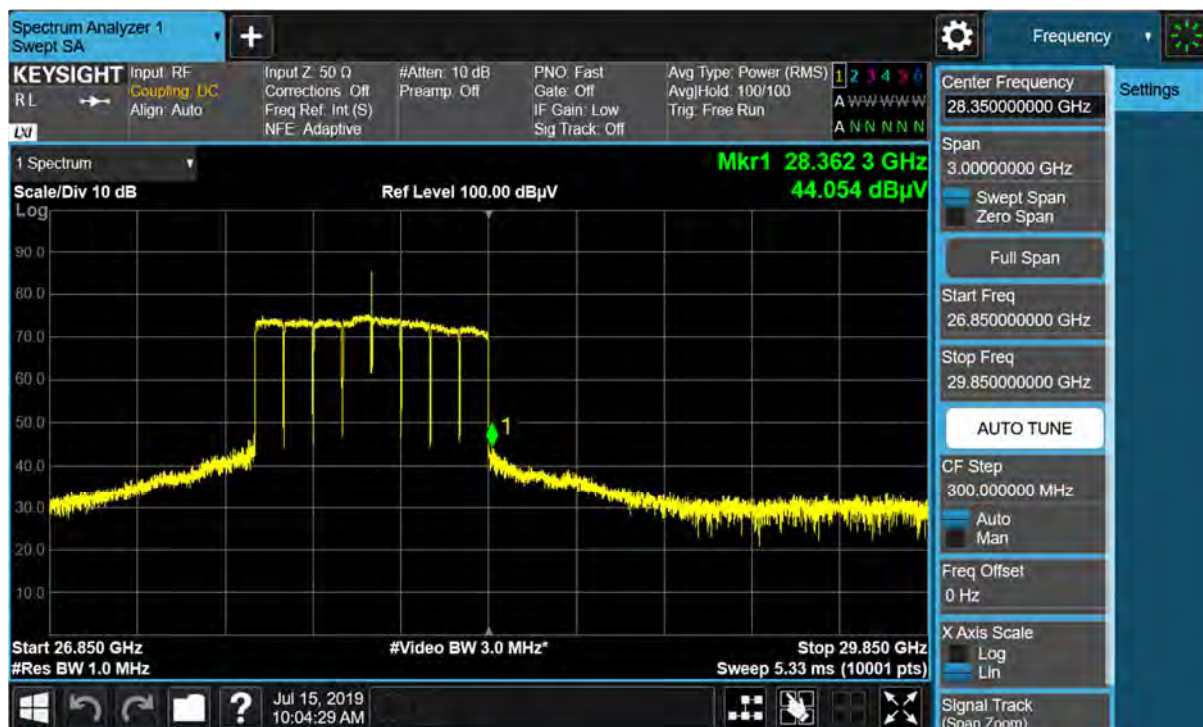 Spectrum Analyzer 1
Swept SA
+
Frequency
KEYSIGHT
RL
LXI
Input: RF
Coupling: DC
Align: Auto
Input Z: 50 Ω
Corrections: Off
Freq Ref: Int (S)
NFE: Adaptive
#Atten: 10 dB
Preamp: Off
PNO: Fast
Gate: Off
IF Gain: Low
Sig Track: Off
Avg Type: Power (RMS)
Avg|Hold: 100/100
Trig: Free Run
1 2 3 4 5 6
A W W W W W
A N N N N N
1 Spectrum
Scale/Div 10 dB
Log
Ref Level 100.00 dBµV
Mkr1 28.362 3 GHz
44.054 dBµV
90.0
80.0
70.0
60.0
50.0
40.0
30.0
20.0
10.0
1
Start 26.850 GHz
#Res BW 1.0 MHz
#Video BW 3.0 MHz*
Stop 29.850 GHz
Sweep 5.33 ms (10001 pts)
Center Frequency
28.350000000 GHz
Span
3.00000000 GHz
Swept Span
Zero Span
Full Span
Start Freq
26.850000000 GHz
Stop Freq
29.850000000 GHz
AUTO TUNE
CF Step
300.000000 MHz
Auto
Man
Freq Offset
0 Hz
X Axis Scale
Log
Lin
Signal Track
(Span Zoom)
Settings
?
Jul 15, 2019
10:04:29 AM